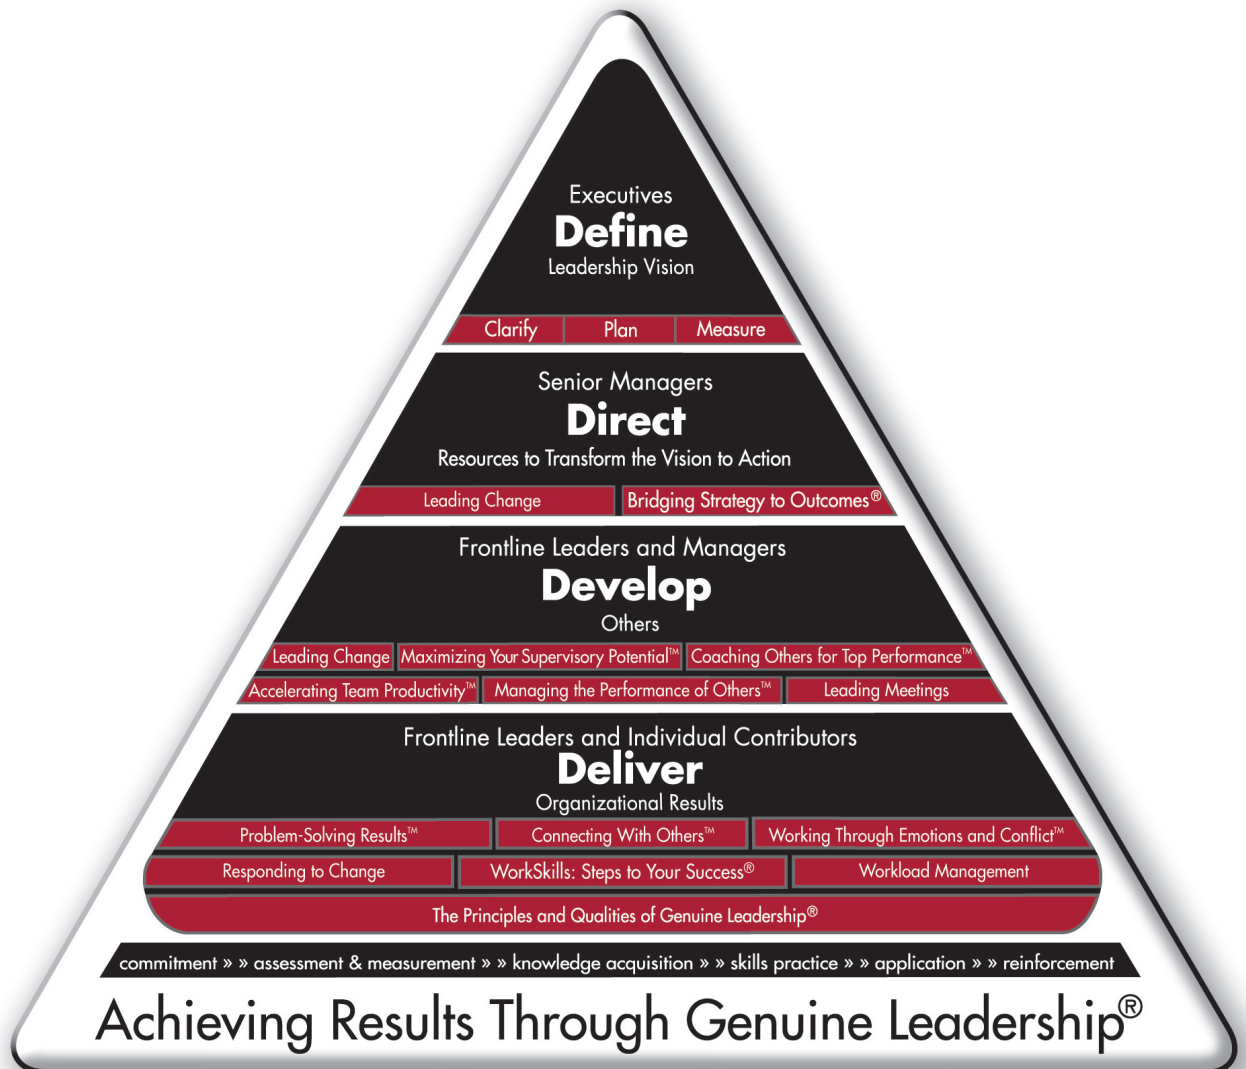 Executives
Define
Leadership Vision
Clarify Plan Measure
Senior Managers
Direct
Resources to Transform the Vision to Action
Leading Change Bridging Strategy to Outcomes®
Frontline Leaders and Managers
Develop
Others
Leading Change Maximizing Your Supervisory Potential™ Coaching Others for Top Performance™
Accelerating Team Productivity™ Managing the Performance of Others™ Leading Meetings
Frontline Leaders and Individual Contributors
Deliver
Organizational Results
Problem-Solving Results™ Connecting With Others™ Working Through Emotions and Conflict™
Responding to Change WorkSkills: Steps to Your Success® Workload Management
The Principles and Qualities of Genuine Leadership®
commitment » » assessment & measurement » » knowledge acquisition » » skills practice » » application » » reinforcement
Achieving Results Through Genuine Leadership®